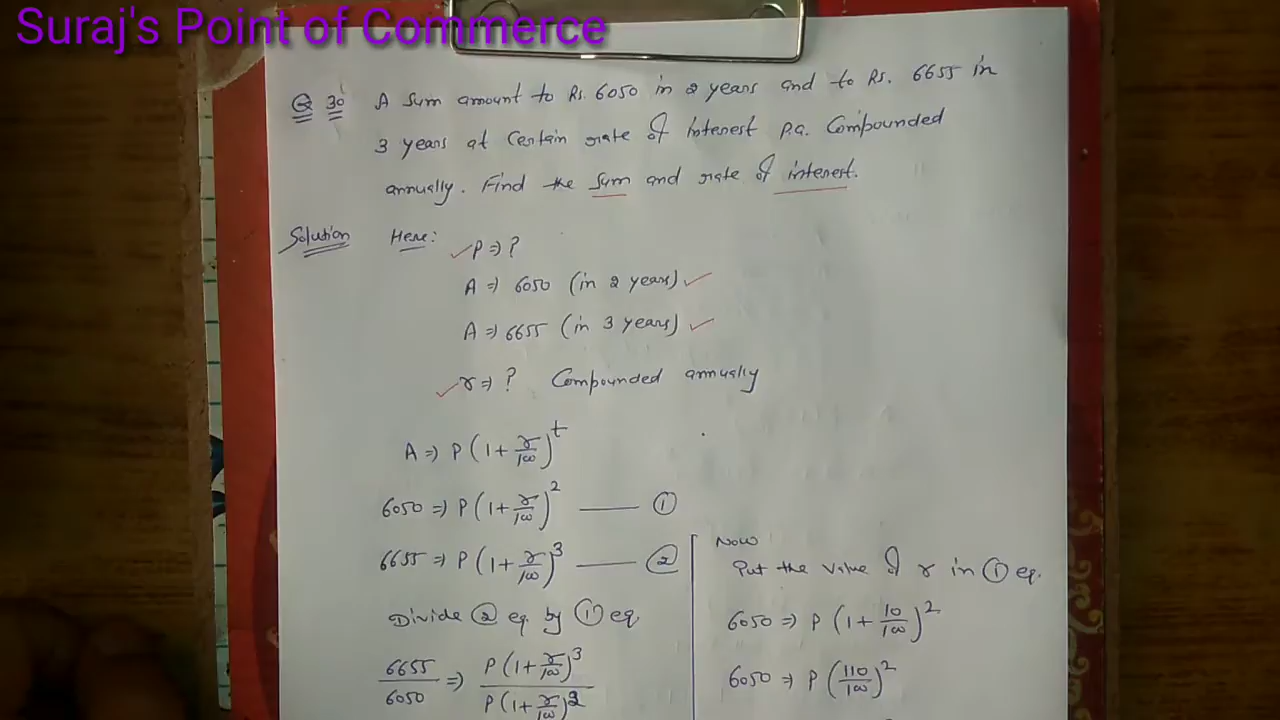 Suraj's Point of Commerce
Q 30 A sum amount to Rs. 6050 in 2 years and to Rs. 6655 in
3 years at certain rate of interest p.a. Compounded
annually. Find the sum and rate of interest.
Solution Here: P => ?
A => 6050 (in 2 years)
A => 6655 (in 3 years)
r => ? Compounded annually
A => P(1+r/100)^t
6050 => P(1+r/100)^2 —— ①
6655 => P(1+r/100)^3 —— ②
Divide ② eq. by ① eq
6655/6050 => P(1+r/100)^3 / P(1+r/100)^2
Now
Put the value of r in ① eq.
6050 => P(1+10/100)^2
6050 => P(110/100)^2